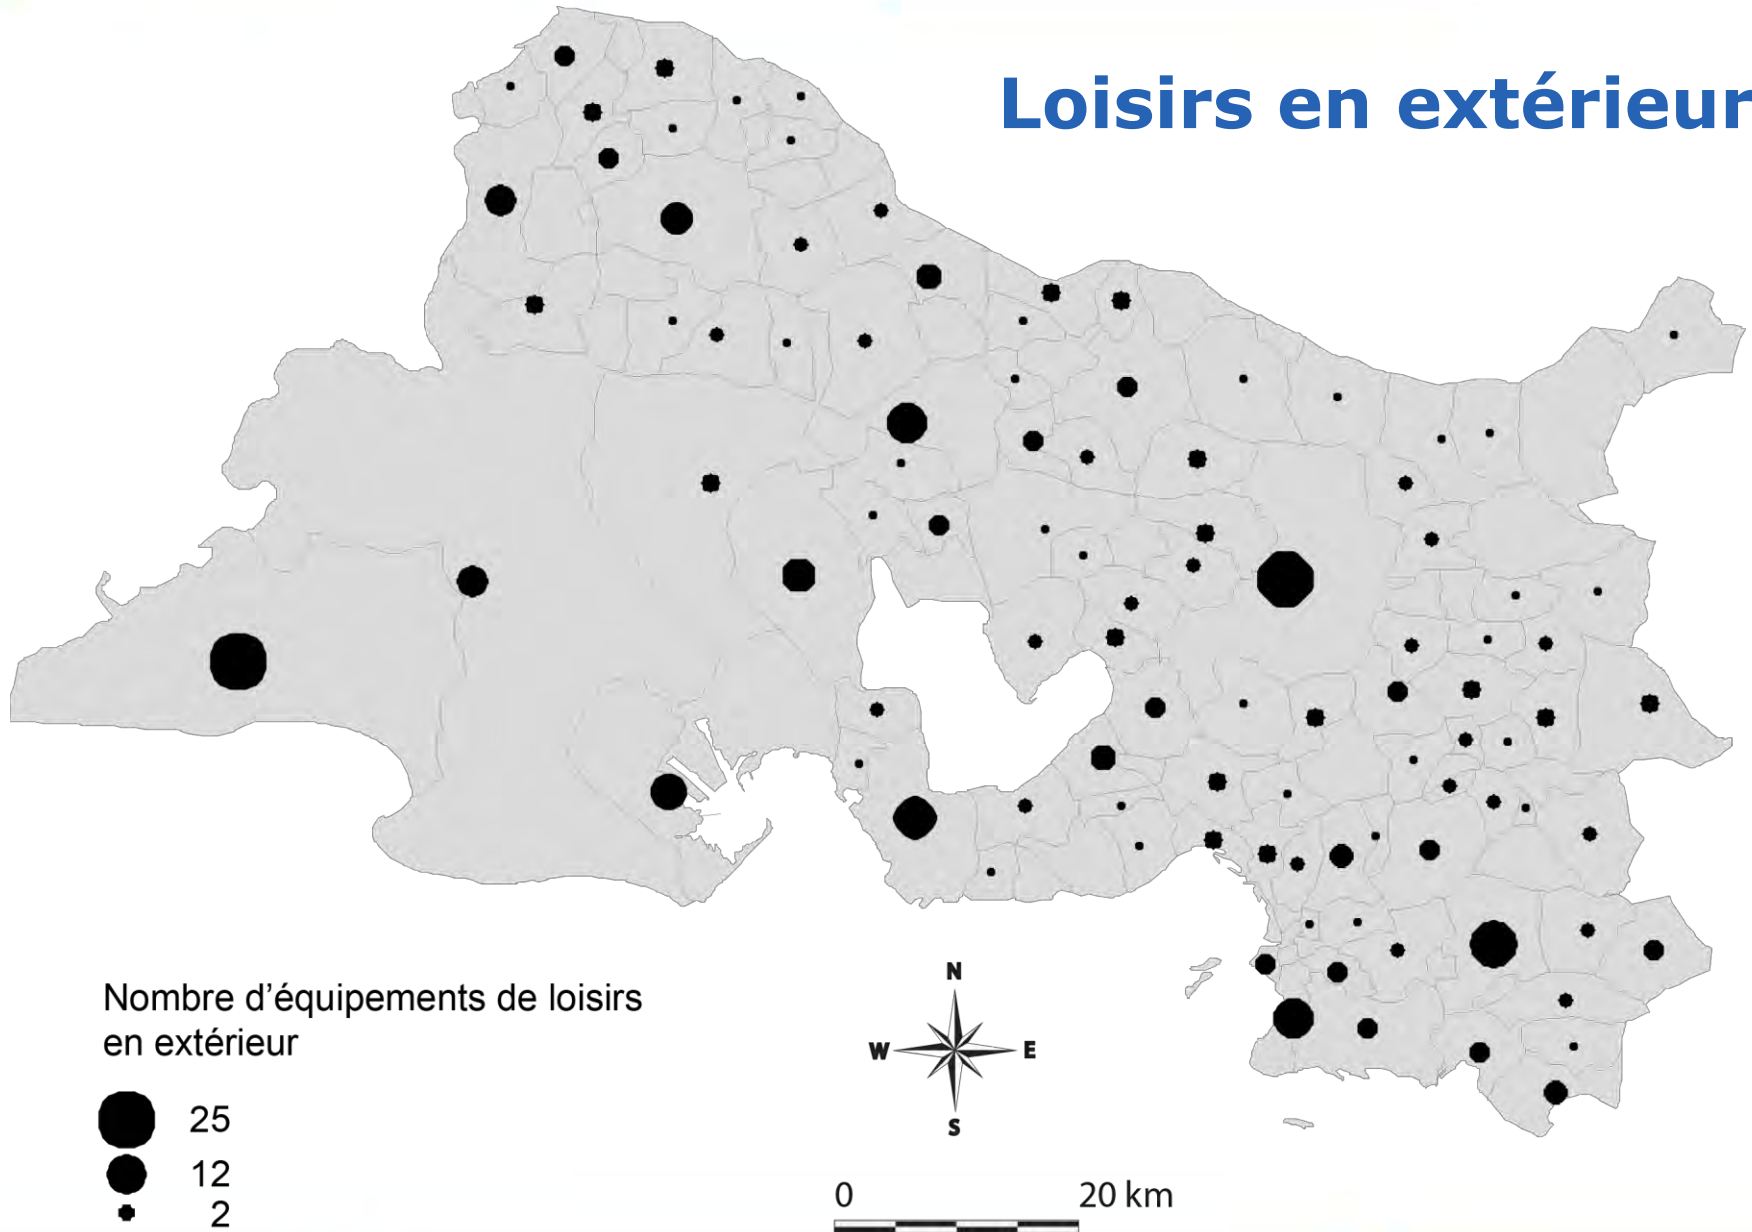 Loisirs en extérieur
Nombre d'équipements de loisirs
en extérieur
25
12
2
N
W E
S
0 20 km